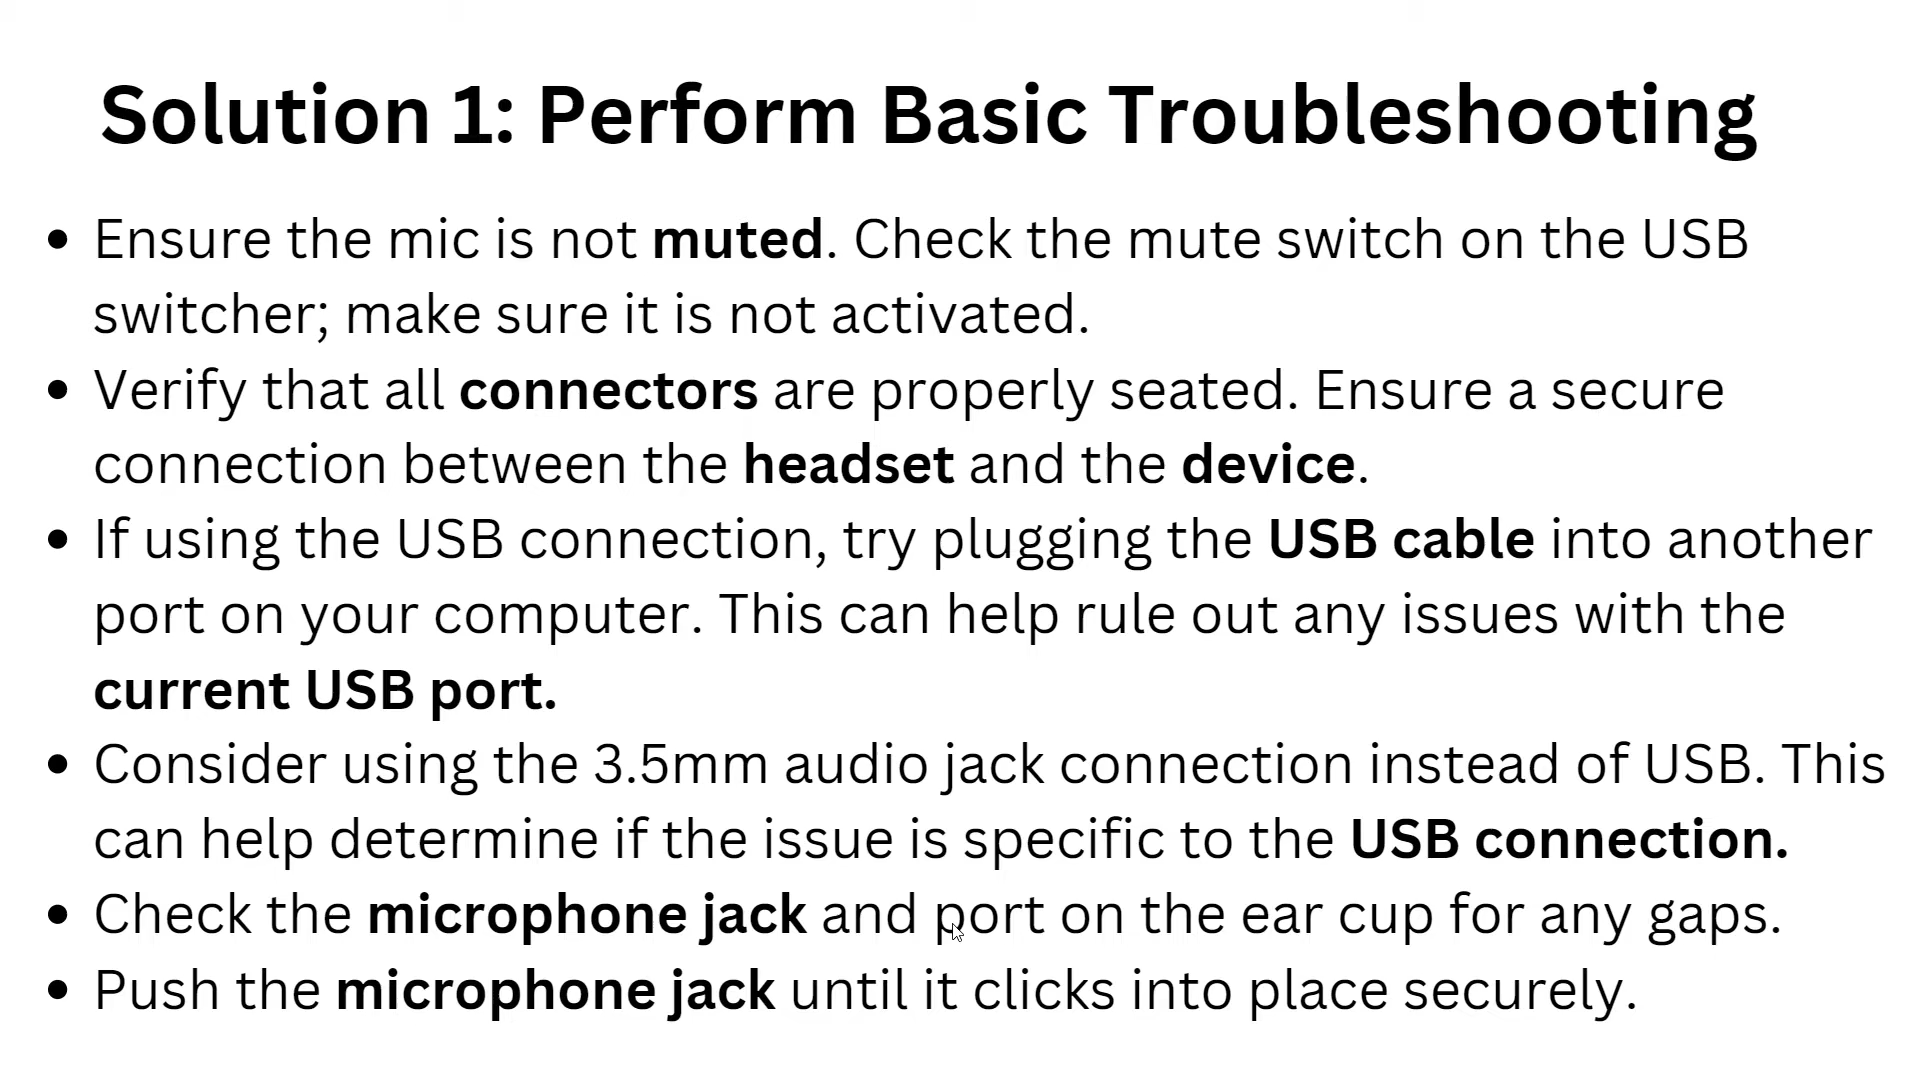 Solution 1: Perform Basic Troubleshooting
• Ensure the mic is not muted. Check the mute switch on the USB
switcher; make sure it is not activated.
• Verify that all connectors are properly seated. Ensure a secure
connection between the headset and the device.
• If using the USB connection, try plugging the USB cable into another
port on your computer. This can help rule out any issues with the
current USB port.
• Consider using the 3.5mm audio jack connection instead of USB. This
can help determine if the issue is specific to the USB connection.
• Check the microphone jack and port on the ear cup for any gaps.
• Push the microphone jack until it clicks into place securely.